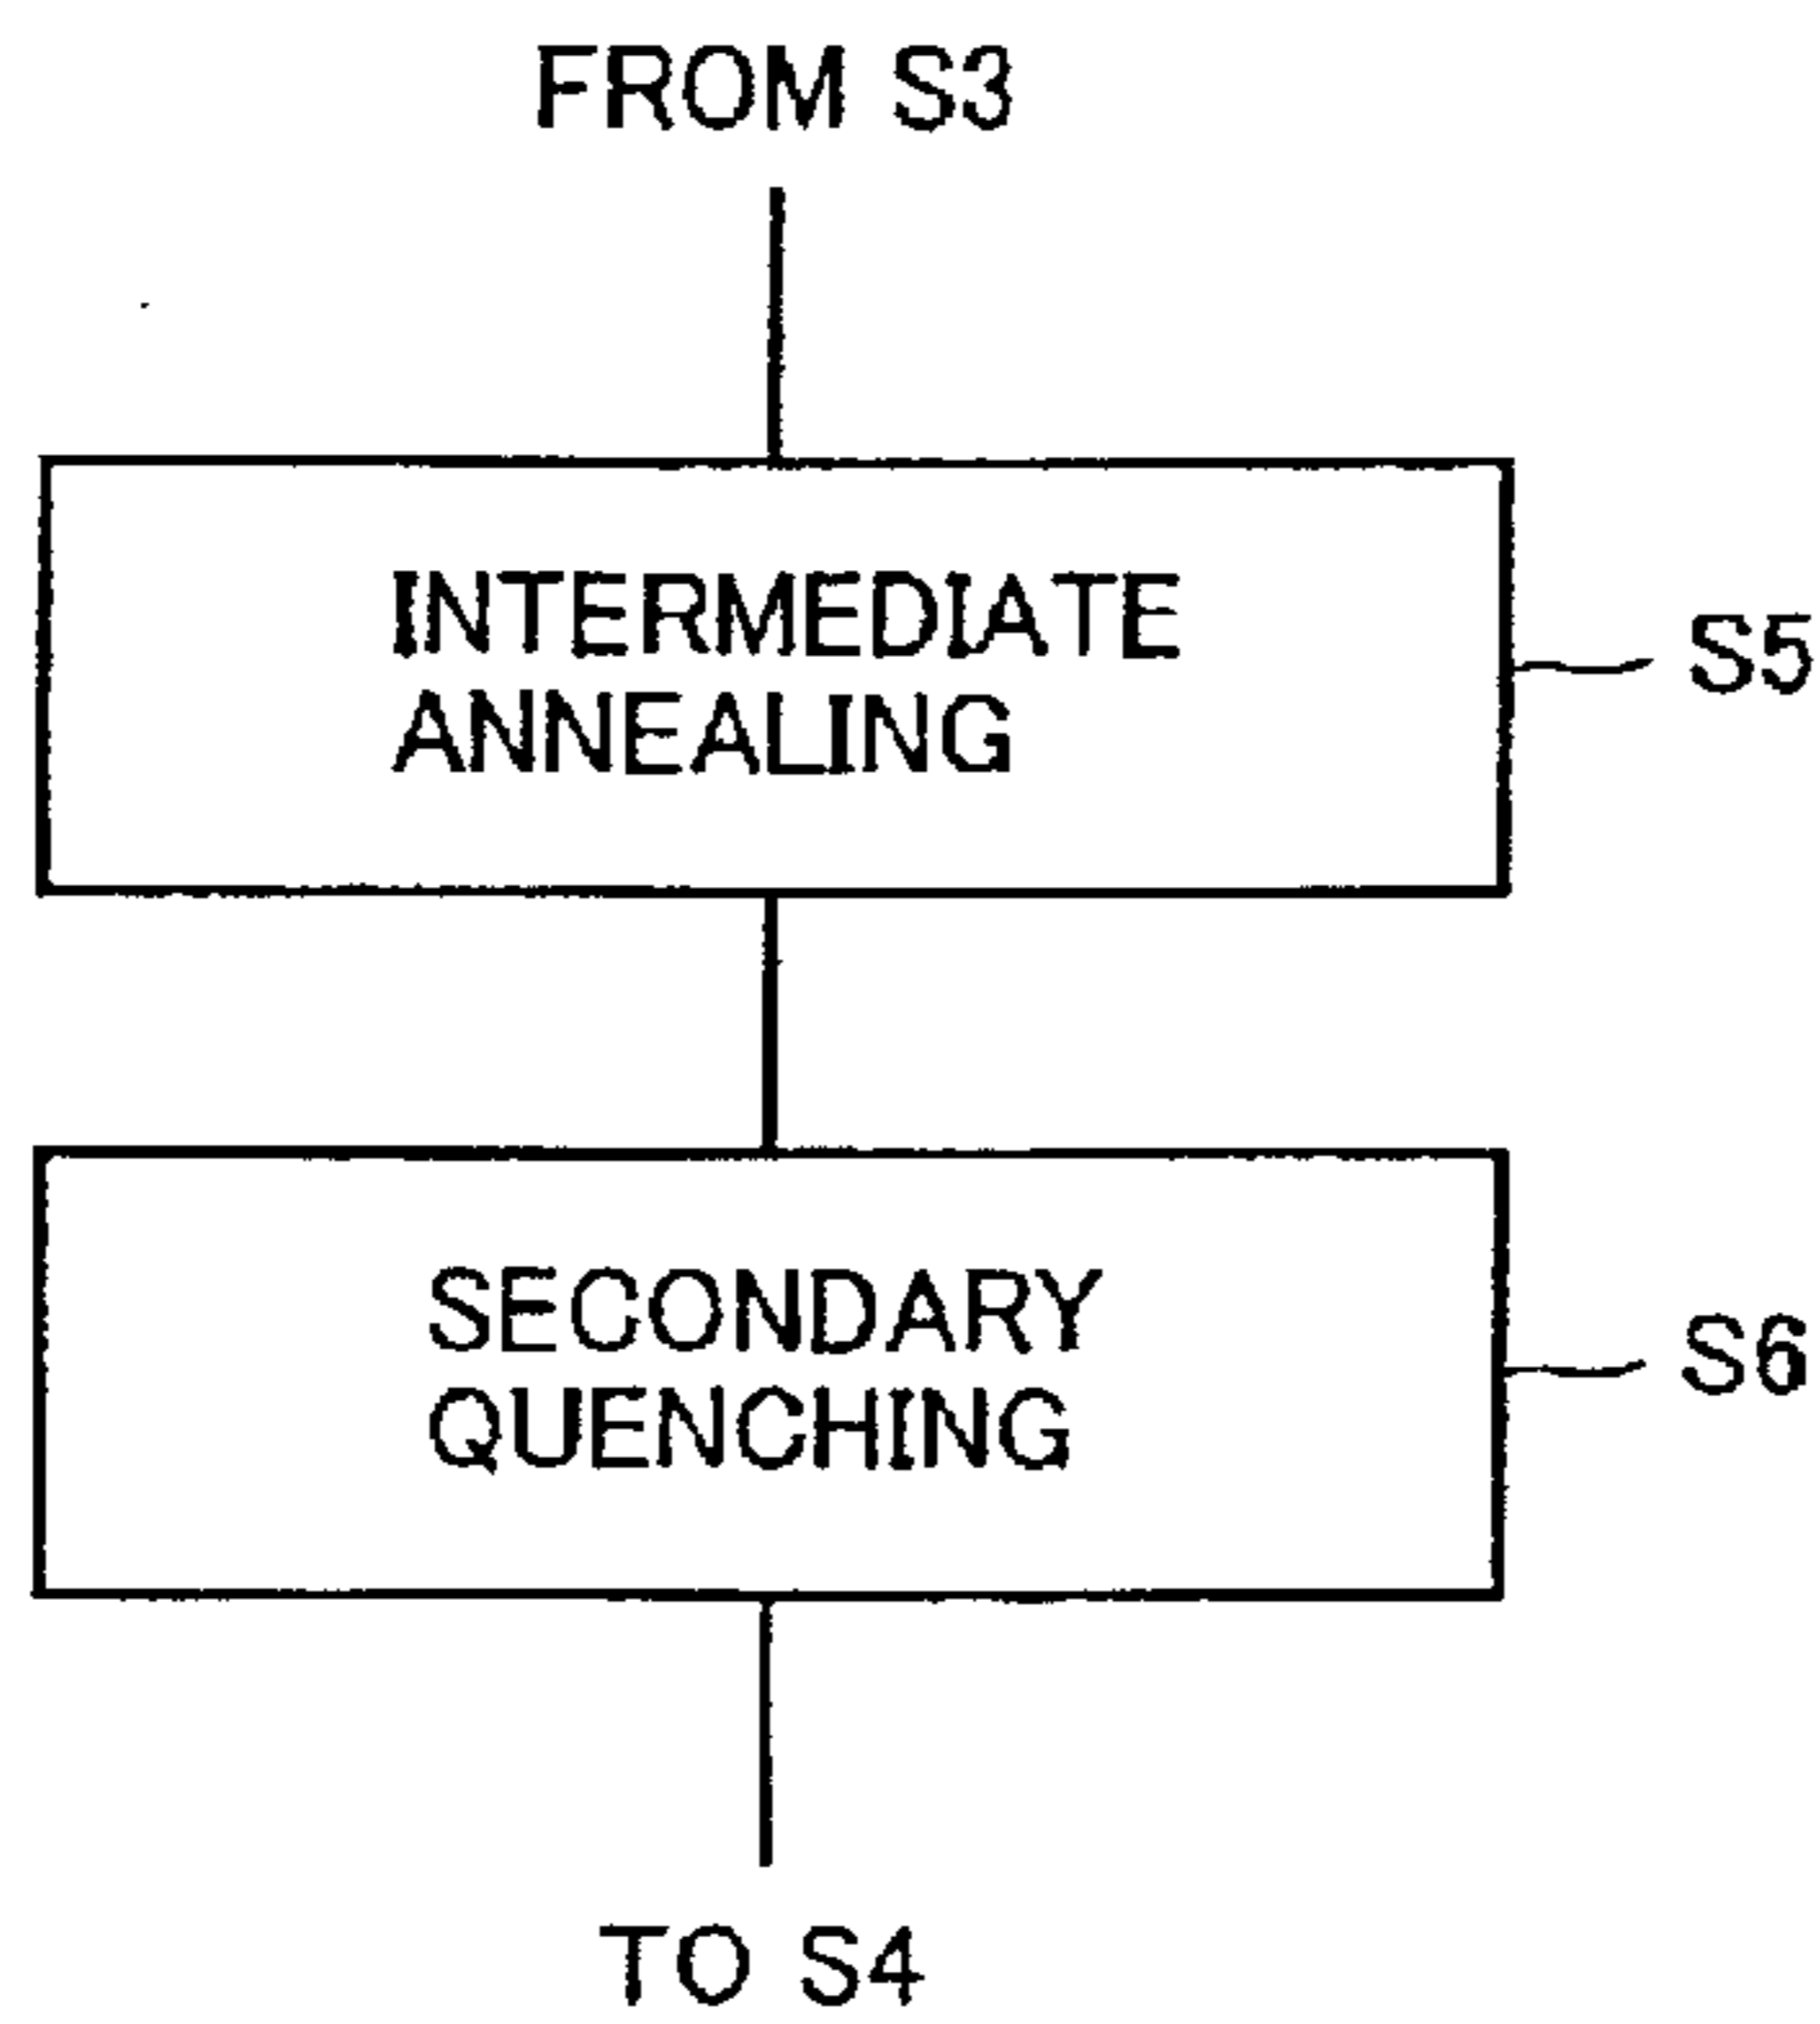 FROM S3
INTERMEDIATE
ANNEALING
S5
SECONDARY
QUENCHING
S6
TO S4